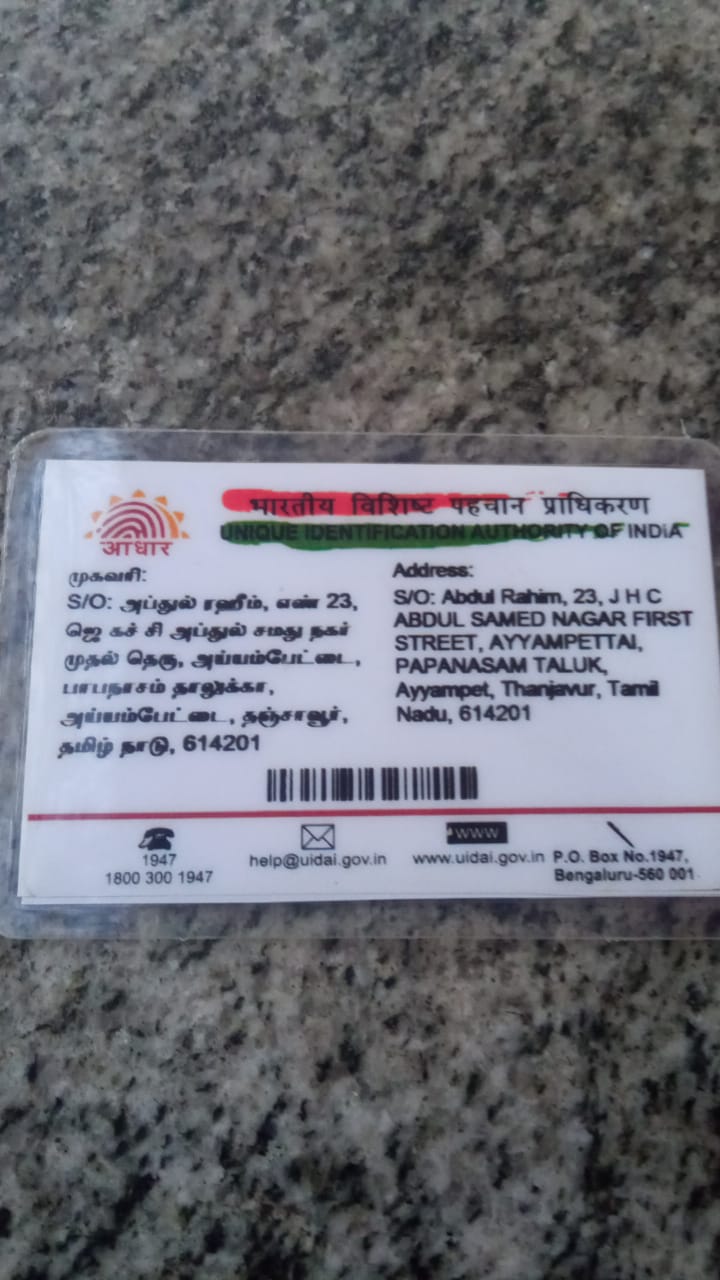 भारतीय विशिष्ट पहचान प्राधिकरण
UNIQUE IDENTIFICATION AUTHORITY OF INDIA
आधार
முகவரி:
S/O: அப்துல் ரஹீம், எண் 23,
ஜெ கச் சி அப்துல் சமது நகர்
முதல் தெரு, அய்யம்பேட்டை,
பாபநாசம் தாலுக்கா,
அய்யம்பேட்டை, தஞ்சாவூர்,
தமிழ் நாடு, 614201
Address:
S/O: Abdul Rahim, 23, J H C
ABDUL SAMED NAGAR FIRST
STREET, AYYAMPETTAI,
PAPANASAM TALUK,
Ayyampet, Thanjavur, Tamil
Nadu, 614201
1947
1800 300 1947
help@uidai.gov.in
www
www.uidai.gov.in
P.O. Box No.1947,
Bengaluru-560 001